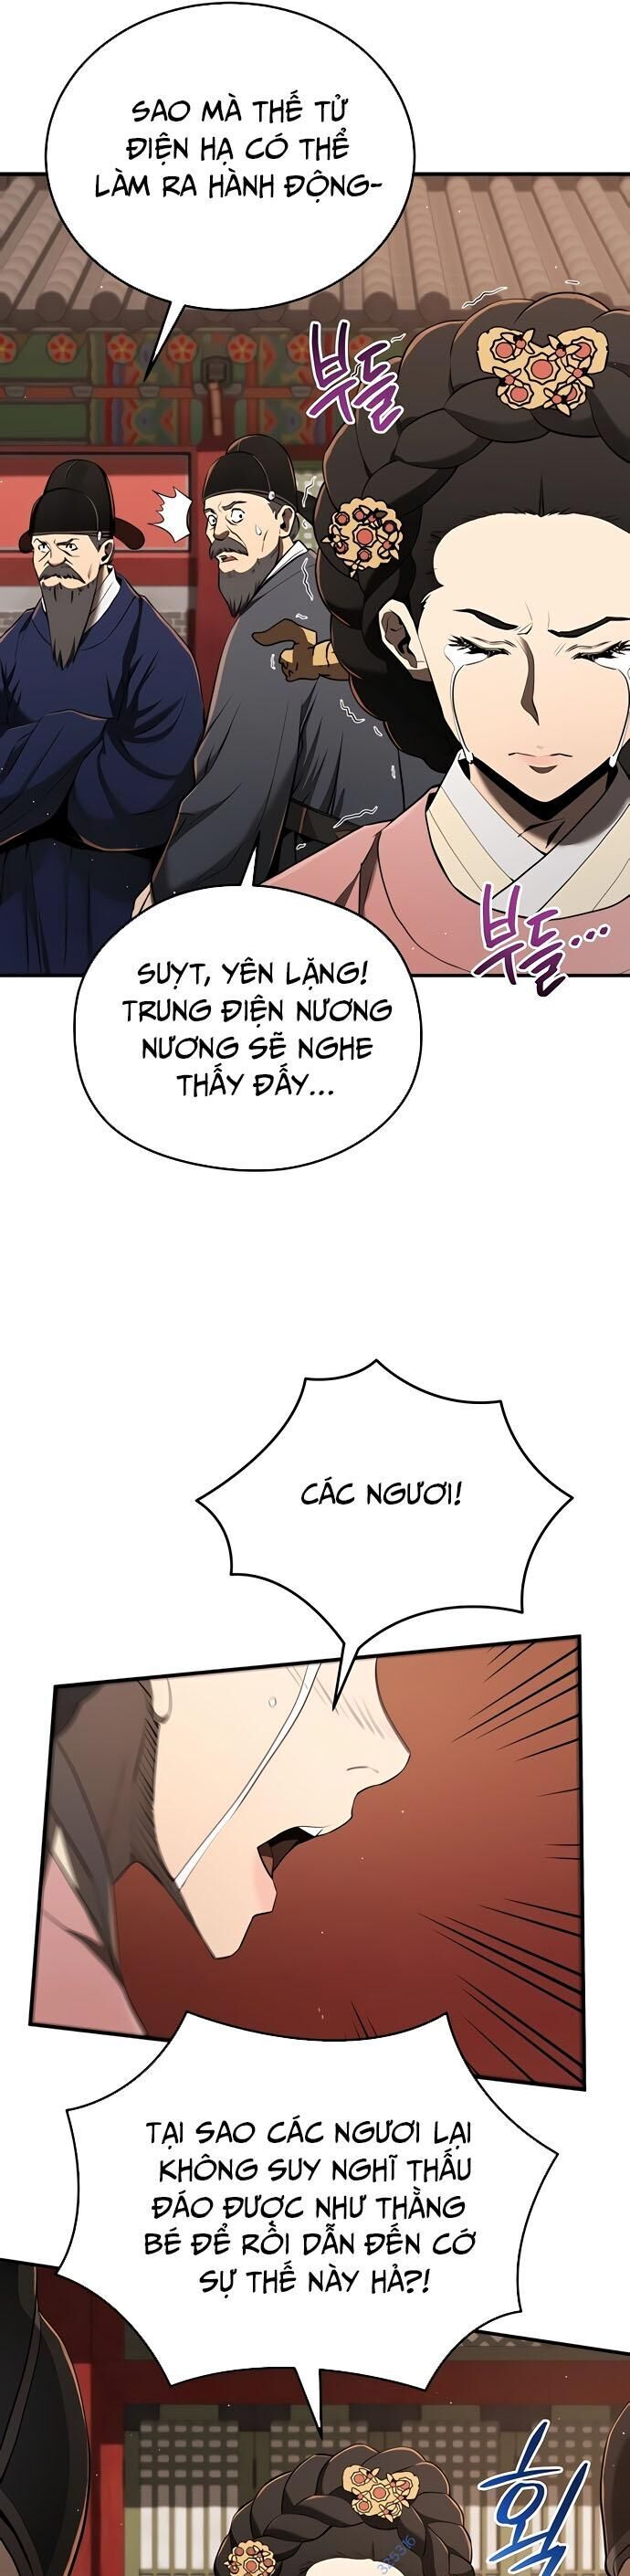 SAO MÀ THẾ TỬ
ĐIỆN HẠ CÓ THỂ
LÀM RA HÀNH ĐỘNG-
부들
부들...
SUỴT, YÊN LẶNG!
TRUNG ĐIỆN NƯƠNG
NƯƠNG SẼ NGHE
THẤY ĐẤY...
CÁC NGƯƠI!
TẠI SAO CÁC NGƯƠI LẠI
KHÔNG SUY NGHĨ THẤU
ĐÁO ĐƯỢC NHƯ THẰNG
BÉ ĐỂ RỒI DẪN ĐẾN CỚ
SỰ THẾ NÀY HẢ?!
획
325316